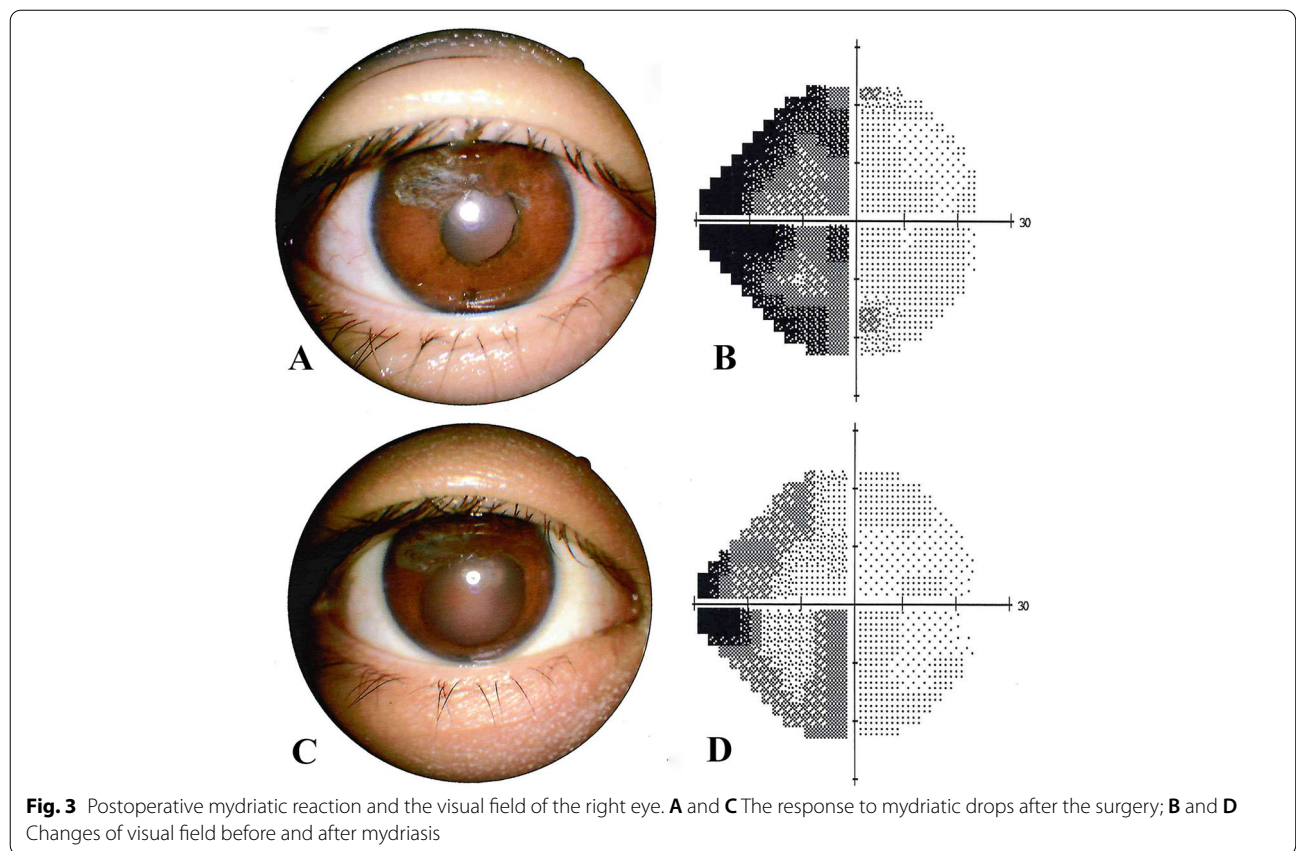 30
A
B
30
C
D
Fig. 3 Postoperative mydriatic reaction and the visual field of the right eye. A and C The response to mydriatic drops after the surgery; B and D
Changes of visual field before and after mydriasis